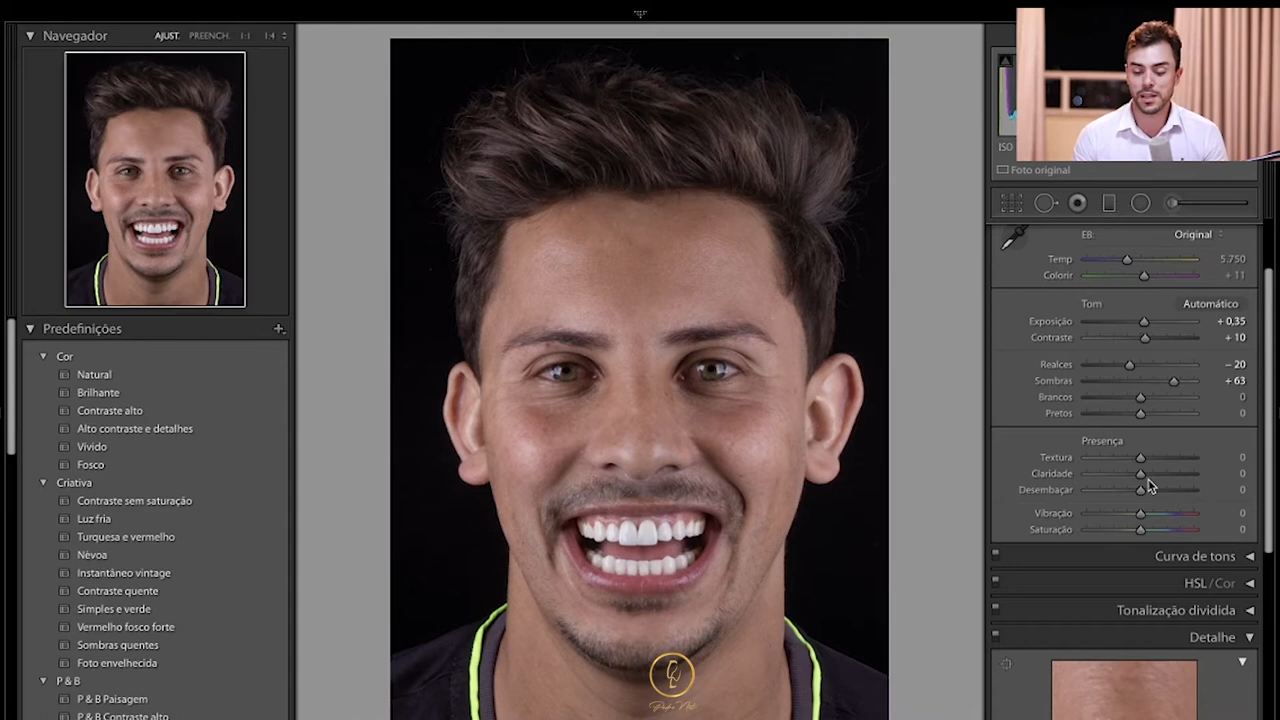 Navegador AJUST. PREENCH. 1:1 1:4
Predefinições +
Cor
Natural
Brilhante
Contraste alto
Alto contraste e detalhes
Vívido
Fosco
Criativa
Contraste sem saturação
Luz fria
Turquesa e vermelho
Névoa
Instantâneo vintage
Contraste quente
Simples e verde
Vermelho fosco forte
Sombras quentes
Foto envelhecida
P & B
P & B Paisagem
P & B Contraste alto
ISO
Foto original
EB: Original
Temp 5.750
Colorir + 11
Tom Automático
Exposição + 0,35
Contraste + 10
Realces – 20
Sombras + 63
Brancos 0
Pretos 0
Presença
Textura 0
Claridade 0
Desembaçar 0
Vibração 0
Saturação 0
Curva de tons
HSL / Cor
Tonalização dividida
Detalhe